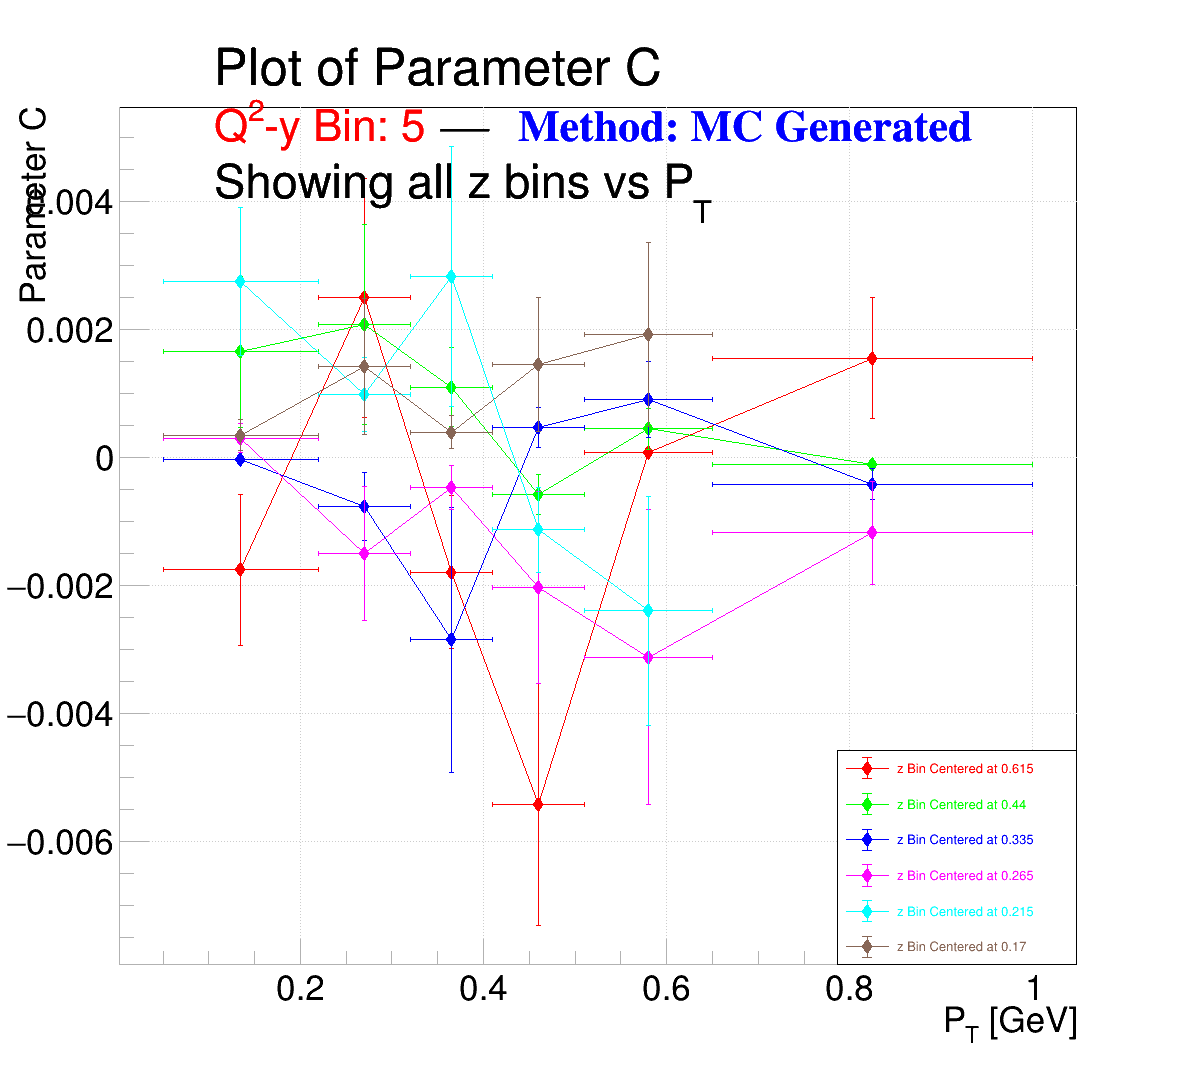 Plot of Parameter C
Q²-y Bin: 5 — Method: MC Generated
Showing all z bins vs P_T
Parameter C
0.004
0.002
0
−0.002
−0.004
−0.006
z Bin Centered at 0.615
z Bin Centered at 0.44
z Bin Centered at 0.335
z Bin Centered at 0.265
z Bin Centered at 0.215
z Bin Centered at 0.17
0.2 0.4 0.6 0.8 1
P_T [GeV]